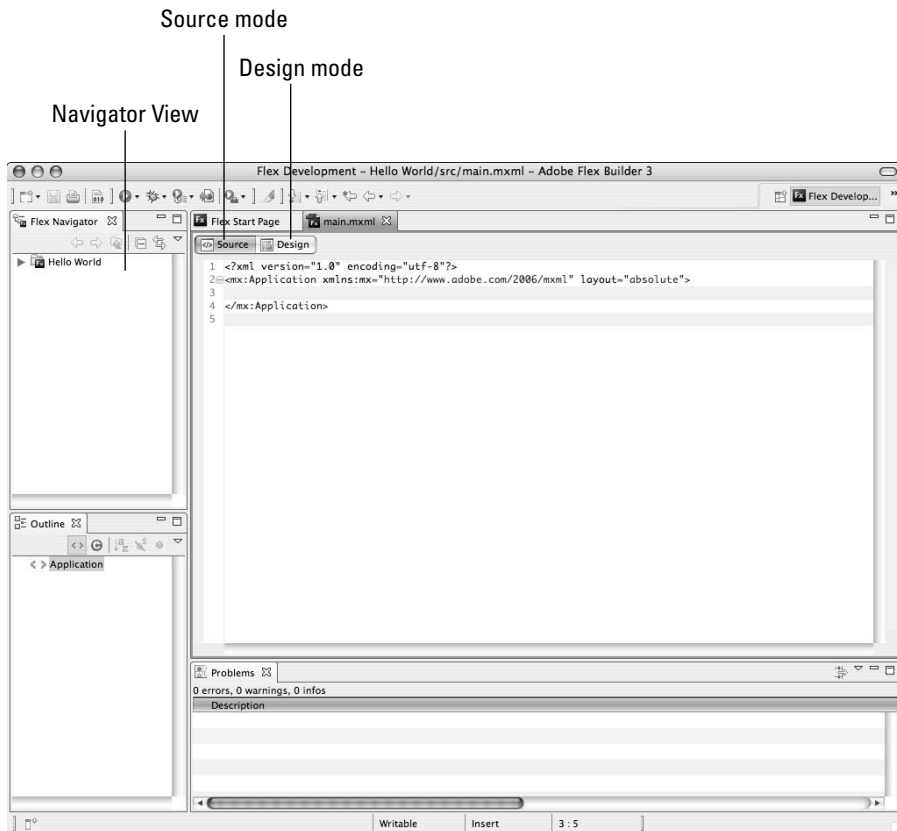 Source mode
Design mode
Navigator View
Flex Development – Hello World/src/main.mxml – Adobe Flex Builder 3
Flex Develop...
Flex Navigator
Flex Start Page
main.mxml
Source
Design
Hello World
1 <?xml version="1.0" encoding="utf-8"?>
2 <mx:Application xmlns:mx="http://www.adobe.com/2006/mxml" layout="absolute">
3
4 </mx:Application>
5
Outline
Application
Problems
0 errors, 0 warnings, 0 infos
Description
Writable
Insert
3 : 5